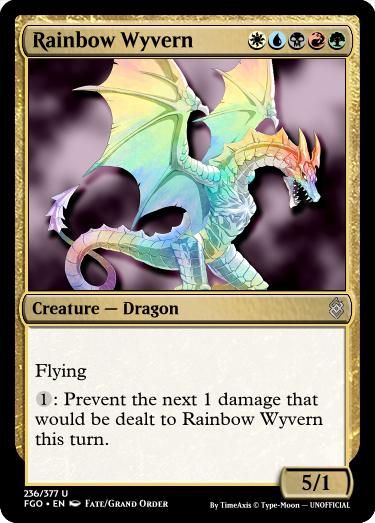 Rainbow Wyvern
Creature — Dragon
Flying
1: Prevent the next 1 damage that
would be dealt to Rainbow Wyvern
this turn.
5/1
236/377 U
FGO • EN Fate/Grand Order
By TimeAxis © Type-Moon — UNOFFICIAL